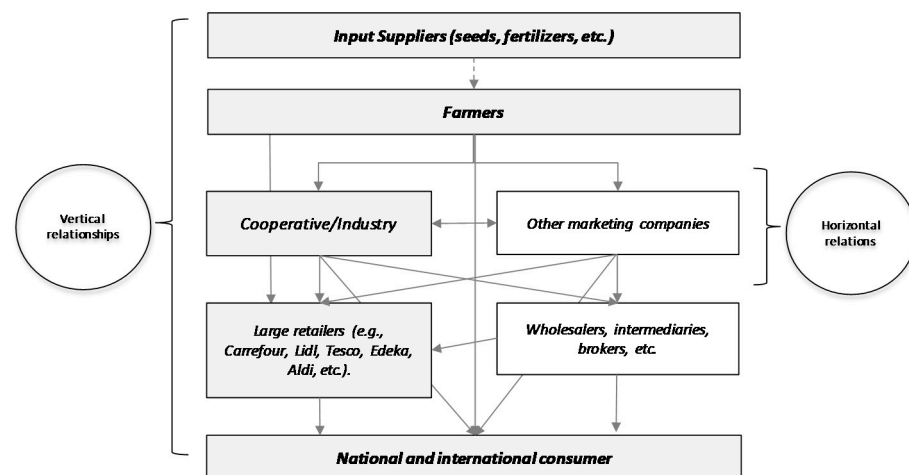 Input Suppliers (seeds, fertilizers, etc.)
Farmers
Vertical
relationships
Cooperative/Industry
Other marketing companies
Horizontal
relations
Large retailers (e.g.,
Carrefour, Lidl, Tesco, Edeka,
Aldi, etc.).
Wholesalers, intermediaries,
brokers, etc.
National and international consumer